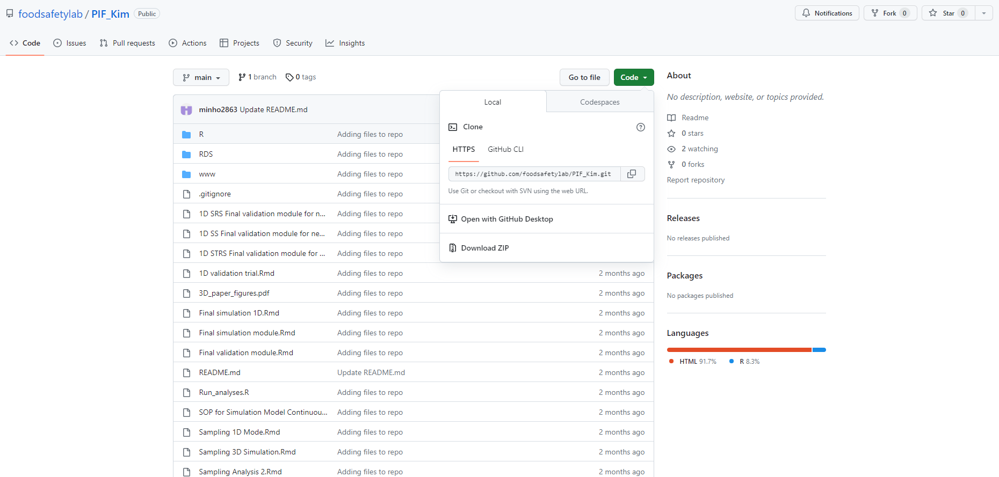 foodsafetylab / PIF_Kim Public
Notifications Fork 0 Star 0
Code Issues Pull requests Actions Projects Security Insights
main 1 branch 0 tags Go to file Code
minho2863 Update README.md
R Adding files to repo
RDS Adding files to repo
www Adding files to repo
.gitignore Adding files to repo
1D SRS Final validation module for n... Adding files to repo
1D SS Final validation module for ne... Adding files to repo
1D STRS Final validation module for ... Adding files to repo
1D validation trial.Rmd Adding files to repo 2 months ago
3D_paper_figures.pdf Adding files to repo 2 months ago
Final simulation 1D.Rmd Adding files to repo 2 months ago
Final simulation module.Rmd Adding files to repo 2 months ago
Final validation module.Rmd Adding files to repo 2 months ago
README.md Update README.md 2 months ago
Run_analyses.R Adding files to repo 2 months ago
SOP for Simulation Model Continuou... Adding files to repo 2 months ago
Sampling 1D Mode.Rmd Adding files to repo 2 months ago
Sampling 3D Simulation.Rmd Adding files to repo 2 months ago
Sampling Analysis 2.Rmd Adding files to repo 2 months ago
Local Codespaces
Clone
HTTPS GitHub CLI
https://github.com/foodsafetylab/PIF_Kim.git
Use Git or checkout with SVN using the web URL.
Open with GitHub Desktop
Download ZIP
About
No description, website, or topics provided.
Readme
0 stars
2 watching
0 forks
Report repository
Releases
No releases published
Packages
No packages published
Languages
HTML 91.7% R 8.3%